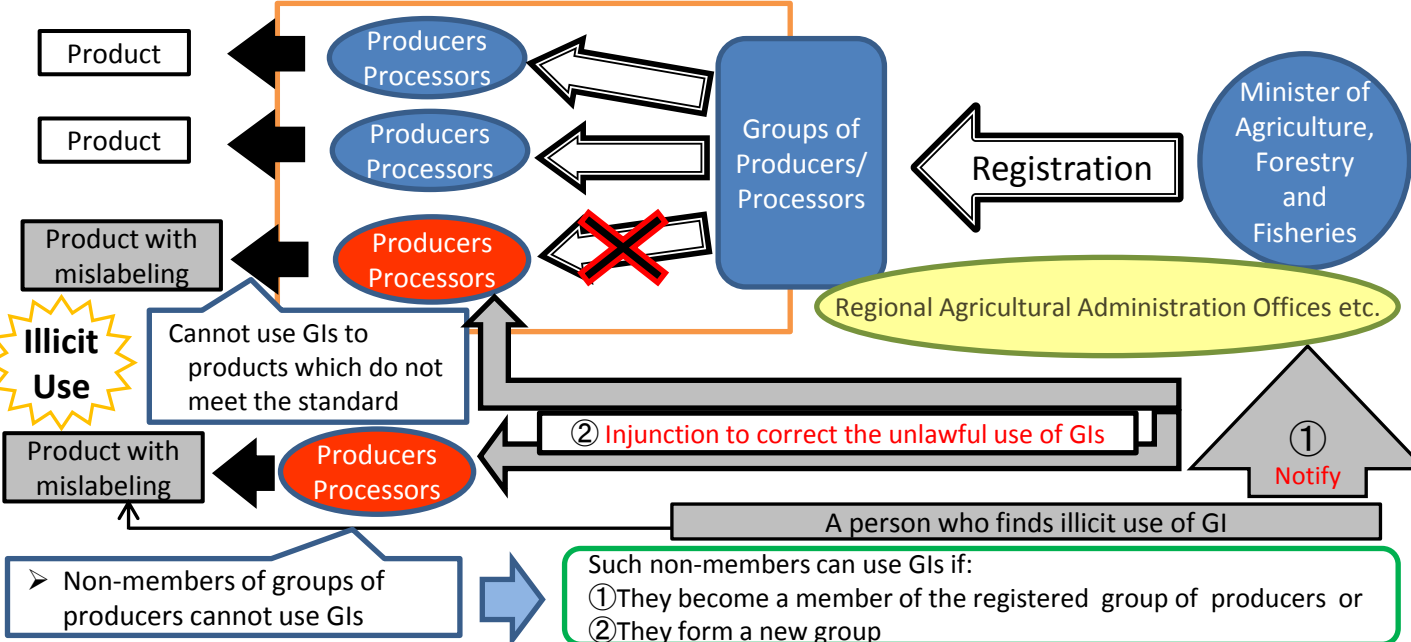 Product
Producers
Processors
Product
Producers
Processors
Groups of
Producers/
Processors
Registration
Minister of
Agriculture,
Forestry
and
Fisheries
Product with
mislabeling
Producers
Processors
Regional Agricultural Administration Offices etc.
Illicit
Use
Cannot use GIs to
products which do not
meet the standard
② Injunction to correct the unlawful use of GIs
①
Notify
Product with
mislabeling
Producers
Processors
A person who finds illicit use of GI
➢ Non-members of groups of
producers cannot use GIs
Such non-members can use GIs if:
①They become a member of the registered group of producers or
②They form a new group